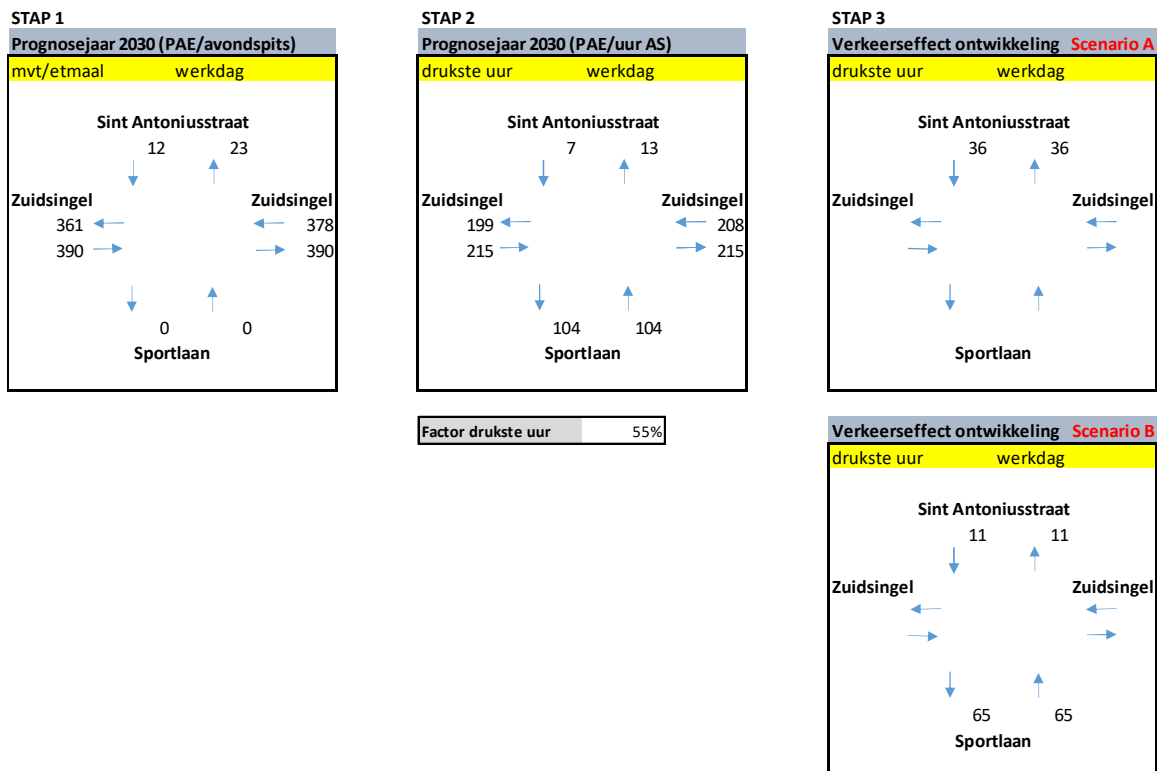 STAP 1
Prognosejaar 2030 (PAE/avondspits)
mvt/etmaal werkdag
Sint Antoniusstraat
12 23
Zuidsingel Zuidsingel
361 378
390 390
0 0
Sportlaan
STAP 2
Prognosejaar 2030 (PAE/uur AS)
drukste uur werkdag
Sint Antoniusstraat
7 13
Zuidsingel Zuidsingel
199 208
215 215
104 104
Sportlaan
Factor drukste uur 55%
STAP 3
Verkeerseffect ontwikkeling Scenario A
drukste uur werkdag
Sint Antoniusstraat
36 36
Zuidsingel Zuidsingel
Sportlaan
Verkeerseffect ontwikkeling Scenario B
drukste uur werkdag
Sint Antoniusstraat
11 11
Zuidsingel Zuidsingel
65 65
Sportlaan